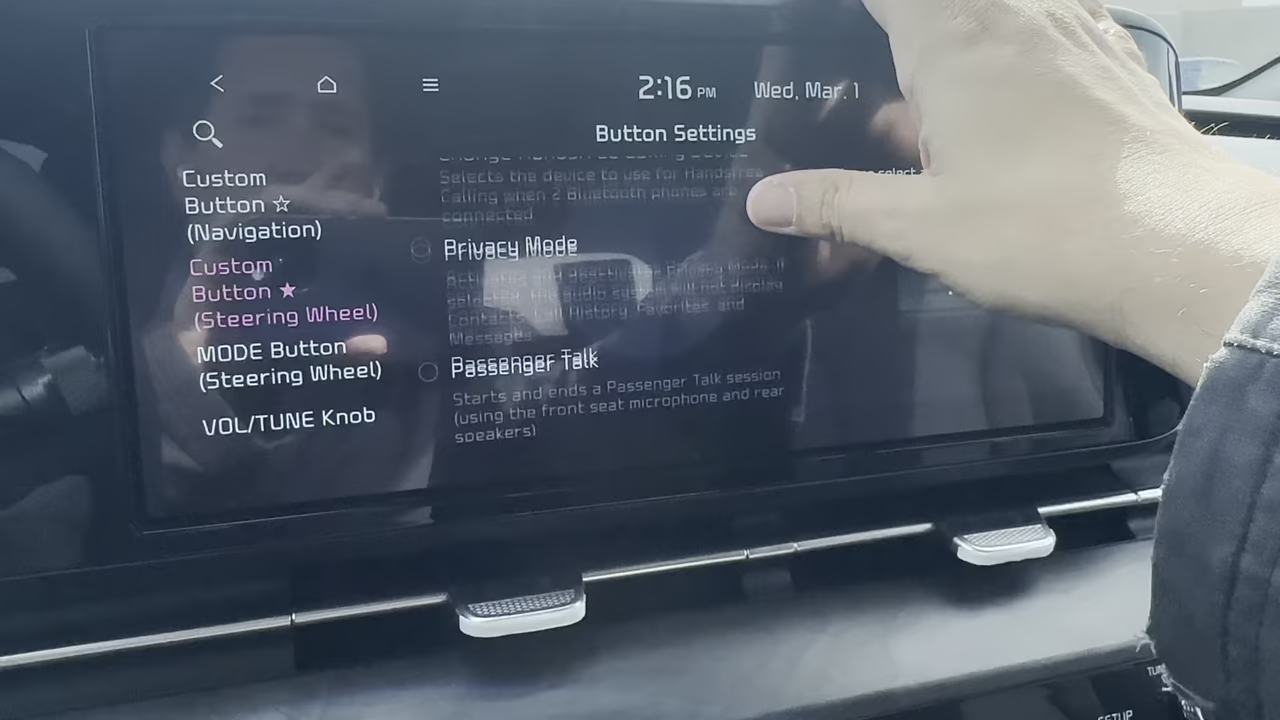 2:16 PM Wed, Mar. 1
Button Settings
Custom
Button ☆
(Navigation)
Custom
Button ★
(Steering Wheel)
MODE Button
(Steering Wheel)
VOL/TUNE Knob
Selects the device to use for Handsfree
Calling when 2 Bluetooth phones are
connected
select
Privacy Mode
Privacy Mode. If
selected, the audio system will not display
Contacts, Call History, Favorites, and
Messages.
Passenger Talk
Starts and ends a Passenger Talk session
(using the front seat microphone and rear
speakers)
SETUP